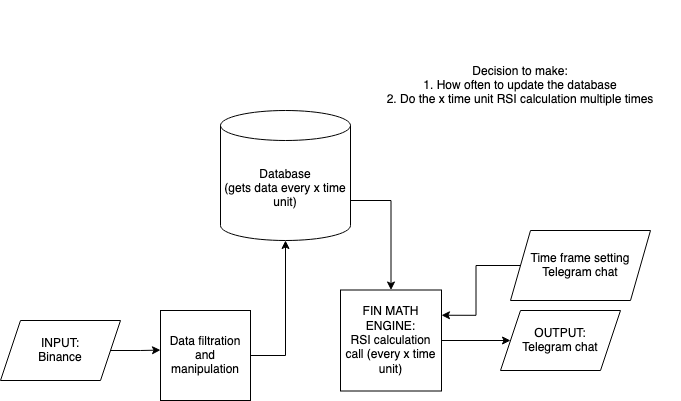 Decision to make:
1. How often to update the database
2. Do the x time unit RSI calculation multiple times
Database
(gets data every x time
unit)
Time frame setting
Telegram chat
INPUT:
Binance
Data filtration
and
manipulation
FIN MATH
ENGINE:
RSI calculation
call (every x time
unit)
OUTPUT:
Telegram chat